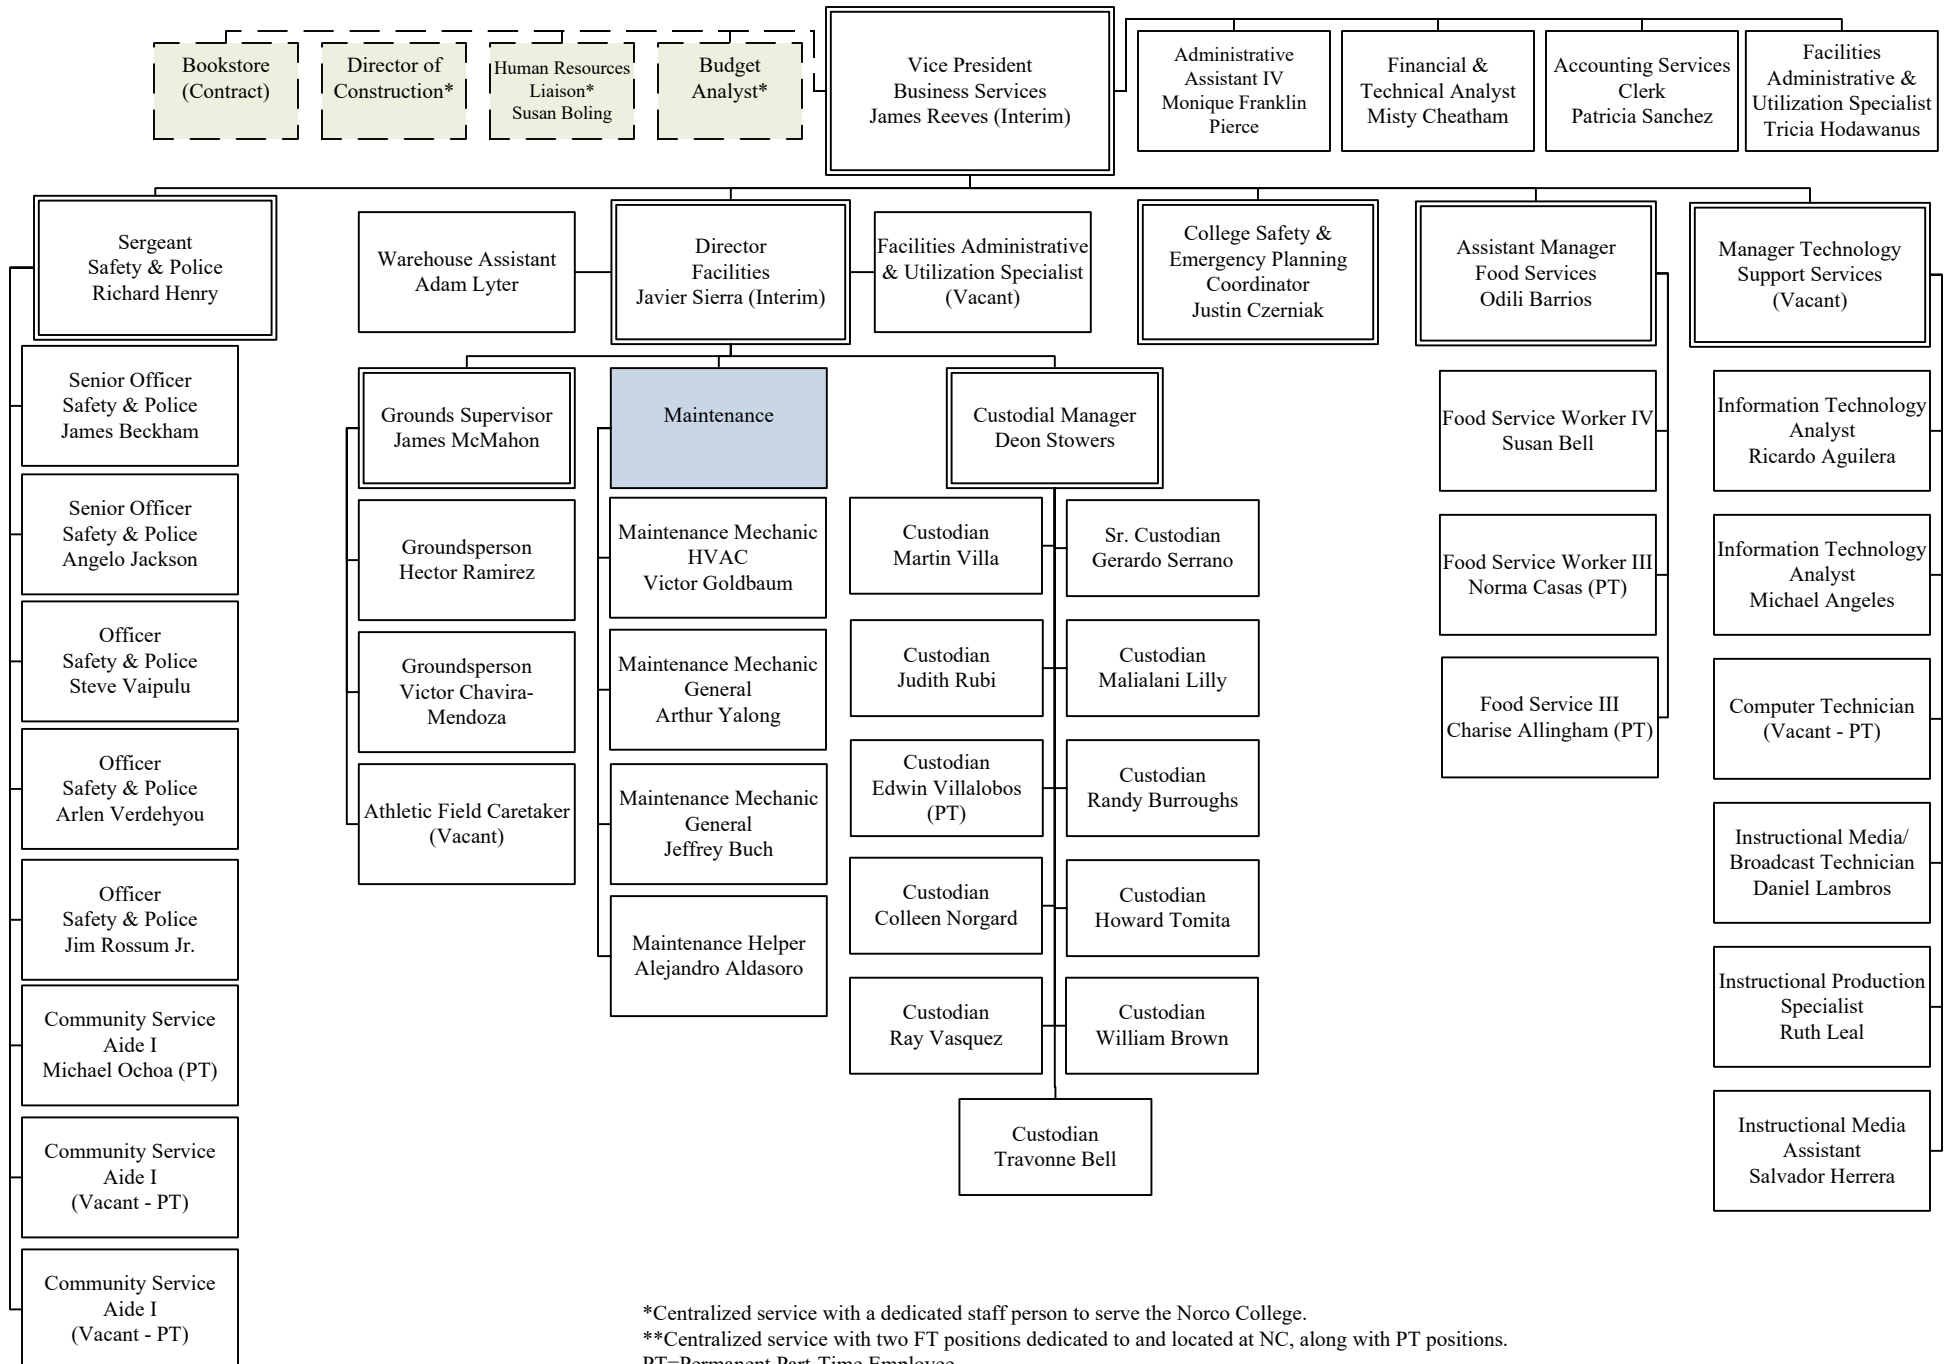 Bookstore
(Contract)
Director of
Construction*
Human Resources
Liaison*
Susan Boling
Budget
Analyst*
Vice President
Business Services
James Reeves (Interim)
Administrative
Assistant IV
Monique Franklin
Pierce
Financial &
Technical Analyst
Misty Cheatham
Accounting Services
Clerk
Patricia Sanchez
Facilities
Administrative &
Utilization Specialist
Tricia Hodawanus
Sergeant
Safety & Police
Richard Henry
Warehouse Assistant
Adam Lyter
Director
Facilities
Javier Sierra (Interim)
Facilities Administrative
& Utilization Specialist
(Vacant)
College Safety &
Emergency Planning
Coordinator
Justin Czerniak
Assistant Manager
Food Services
Odili Barrios
Manager Technology
Support Services
(Vacant)
Senior Officer
Safety & Police
James Beckham
Senior Officer
Safety & Police
Angelo Jackson
Officer
Safety & Police
Steve Vaipulu
Officer
Safety & Police
Arlen Verdehyou
Officer
Safety & Police
Jim Rossum Jr.
Community Service
Aide I
Michael Ochoa (PT)
Community Service
Aide I
(Vacant - PT)
Community Service
Aide I
(Vacant - PT)
Grounds Supervisor
James McMahon
Groundsperson
Hector Ramirez
Groundsperson
Victor Chavira-
Mendoza
Athletic Field Caretaker
(Vacant)
Maintenance
Maintenance Mechanic
HVAC
Victor Goldbaum
Maintenance Mechanic
General
Arthur Yalong
Maintenance Mechanic
General
Jeffrey Buch
Maintenance Helper
Alejandro Aldasoro
Custodial Manager
Deon Stowers
Custodian
Martin Villa
Sr. Custodian
Gerardo Serrano
Custodian
Judith Rubi
Custodian
Malialani Lilly
Custodian
Edwin Villalobos
(PT)
Custodian
Randy Burroughs
Custodian
Colleen Norgard
Custodian
Howard Tomita
Custodian
Ray Vasquez
Custodian
William Brown
Custodian
Travonne Bell
Food Service Worker IV
Susan Bell
Food Service Worker III
Norma Casas (PT)
Food Service III
Charise Allingham (PT)
Information Technology
Analyst
Ricardo Aguilera
Information Technology
Analyst
Michael Angeles
Computer Technician
(Vacant - PT)
Instructional Media/
Broadcast Technician
Daniel Lambros
Instructional Production
Specialist
Ruth Leal
Instructional Media
Assistant
Salvador Herrera
*Centralized service with a dedicated staff person to serve the Norco College.
**Centralized service with two FT positions dedicated to and located at NC, along with PT positions.
PT=Permanent Part-Time Employee